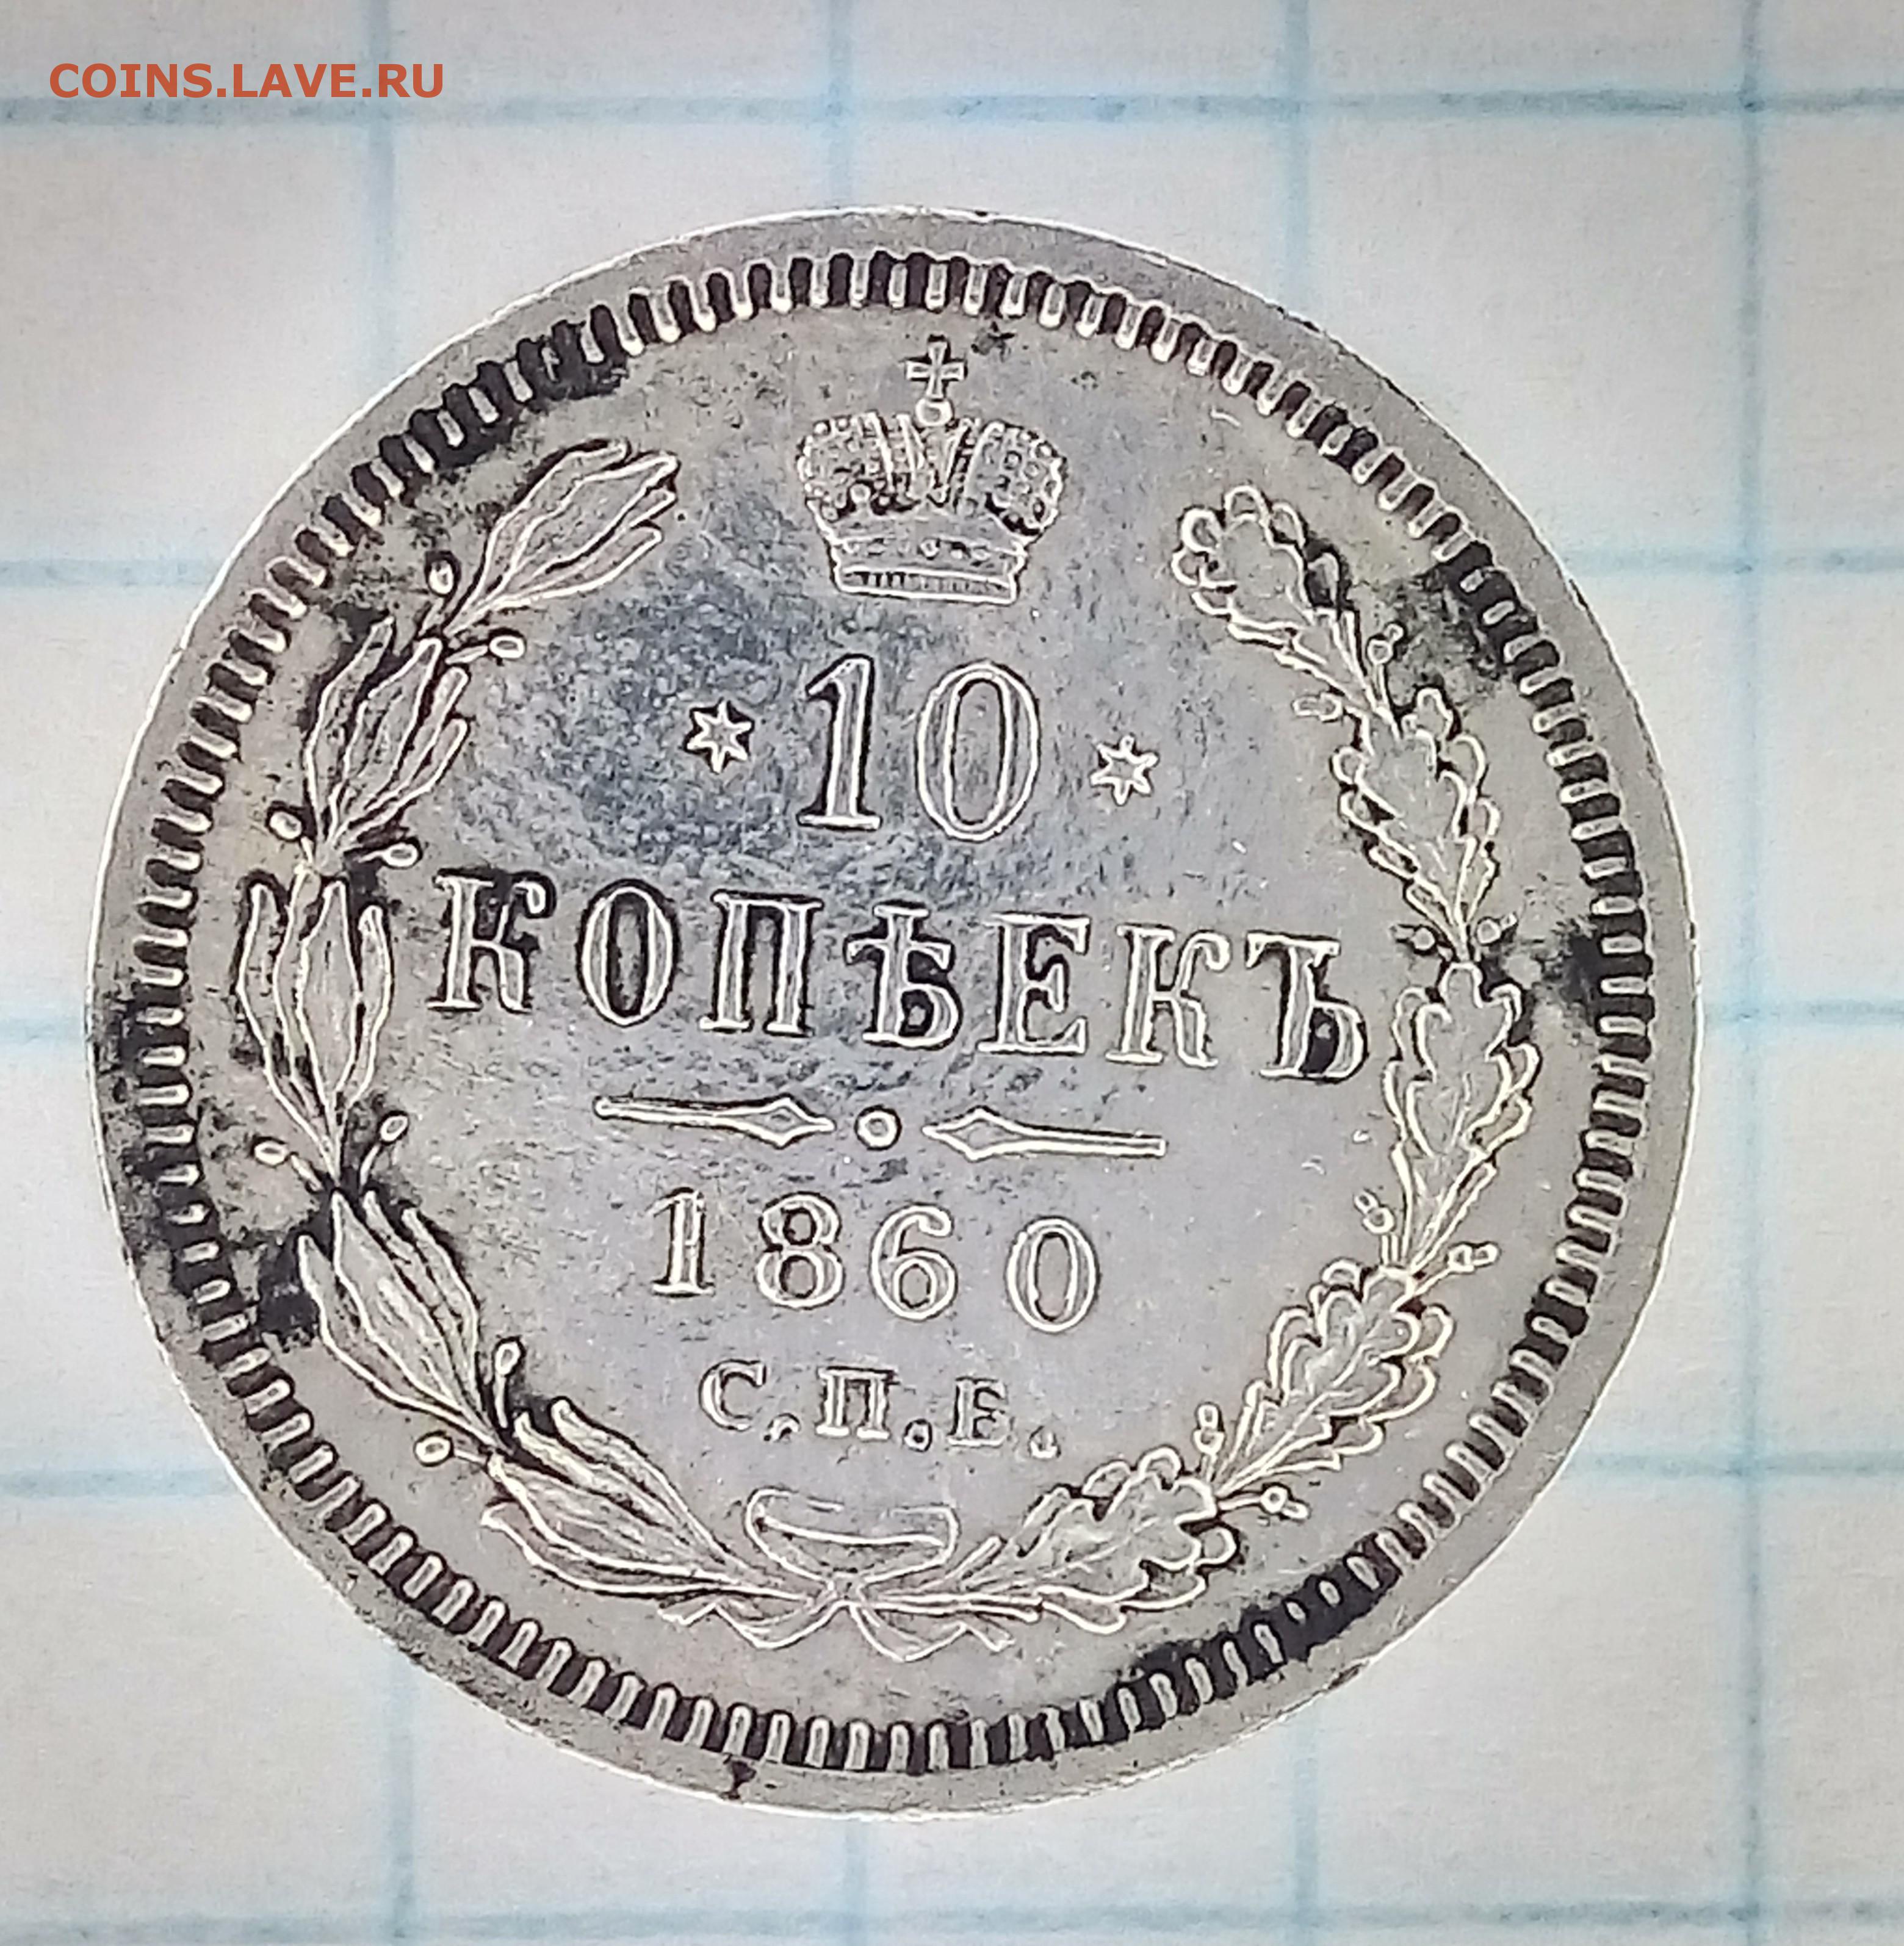 COINS.LAVE.RU
* 10 *
КОПѢЕКЪ
1860
С.П.Б.